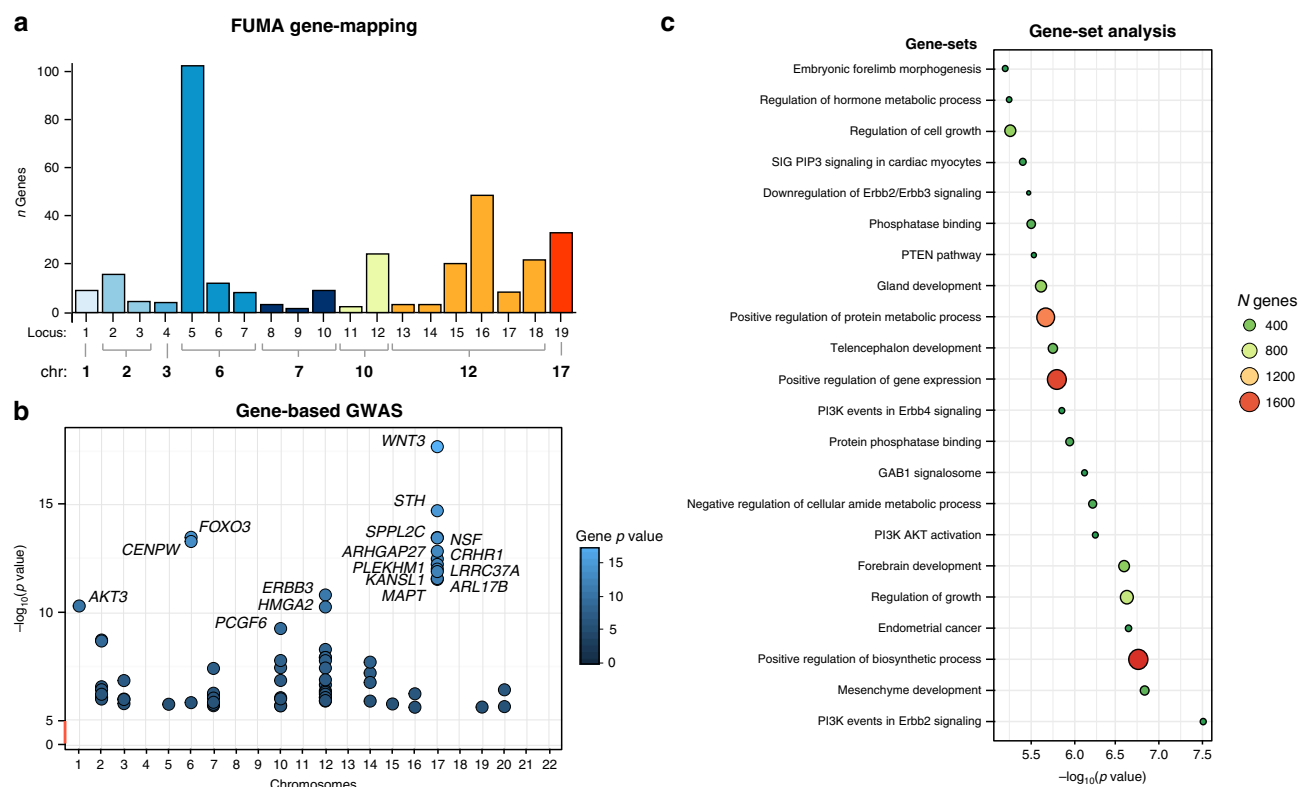 a
FUMA gene-mapping
n Genes
100
80
60
40
20
0
Locus: 1 2 3 4 5 6 7 8 9 10 11 12 13 14 15 16 17 18 19
chr: 1 2 3 6 7 10 12 17
b
Gene-based GWAS
–log10(p value)
15
10
5
0
WNT3
STH
SPPL2C
NSF
ARHGAP27
CRHR1
PLEKHM1
LRRC37A
KANSL1
ARL17B
MAPT
FOXO3
CENPW
AKT3
ERBB3
HMGA2
PCGF6
1 2 3 4 5 6 7 8 9 10 11 12 13 14 15 16 17 18 19 20 21 22
Chromosomes
Gene p value
15
10
5
0
c
Gene-set analysis
Gene-sets
Embryonic forelimb morphogenesis
Regulation of hormone metabolic process
Regulation of cell growth
SIG PIP3 signaling in cardiac myocytes
Downregulation of Erbb2/Erbb3 signaling
Phosphatase binding
PTEN pathway
Gland development
Positive regulation of protein metabolic process
Telencephalon development
Positive regulation of gene expression
PI3K events in Erbb4 signaling
Protein phosphatase binding
GAB1 signalosome
Negative regulation of cellular amide metabolic process
PI3K AKT activation
Forebrain development
Regulation of growth
Endometrial cancer
Positive regulation of biosynthetic process
Mesenchyme development
PI3K events in Erbb2 signaling
5.5 6.0 6.5 7.0 7.5
–log10(p value)
N genes
400
800
1200
1600